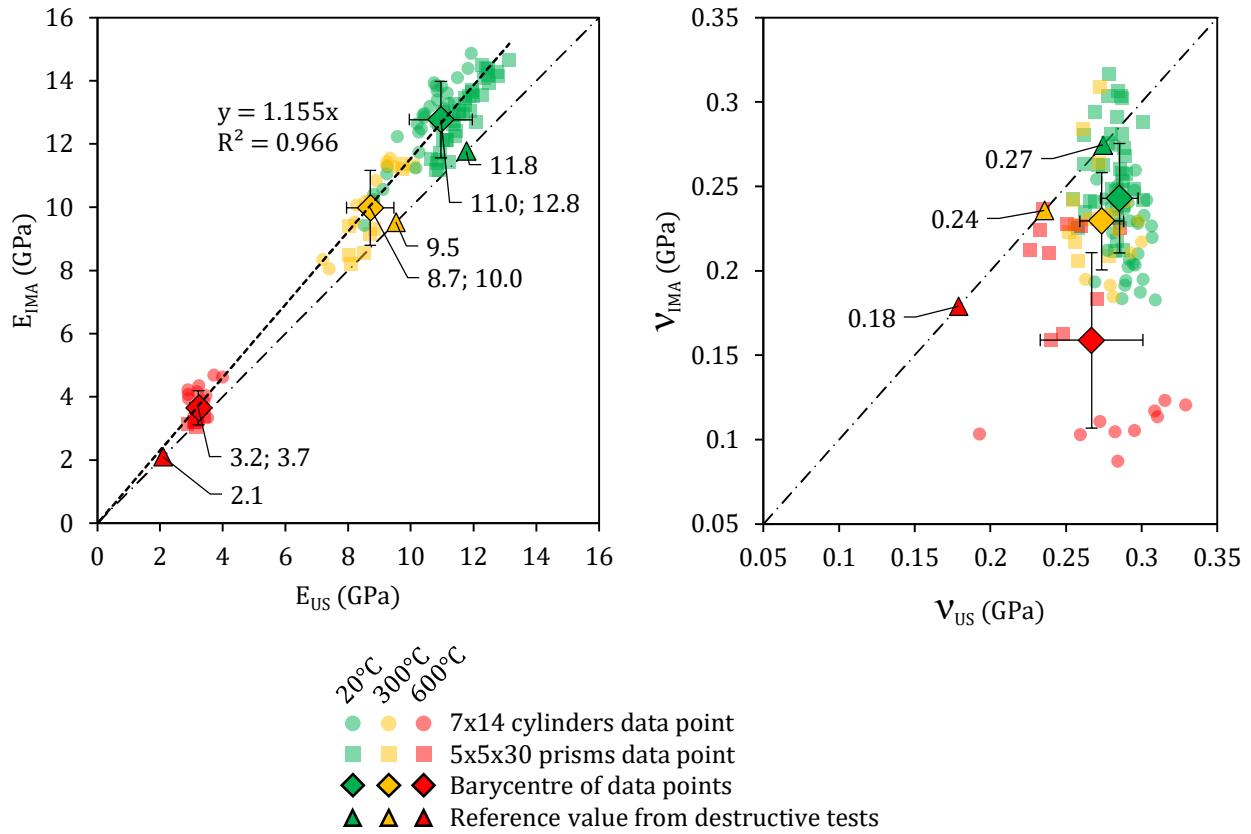 16
14
12
10
8
6
4
2
0
E_IMA (GPa)
y = 1.155x
R² = 0.966
11.8
11.0; 12.8
9.5
8.7; 10.0
3.2; 3.7
2.1
0 2 4 6 8 10 12 14 16
E_US (GPa)
0.35
0.3
0.25
0.2
0.15
0.1
0.05
ν_IMA (GPa)
0.27
0.24
0.18
0.05 0.1 0.15 0.2 0.25 0.3 0.35
ν_US (GPa)
20°C 300°C 600°C
7x14 cylinders data point
5x5x30 prisms data point
Barycentre of data points
Reference value from destructive tests